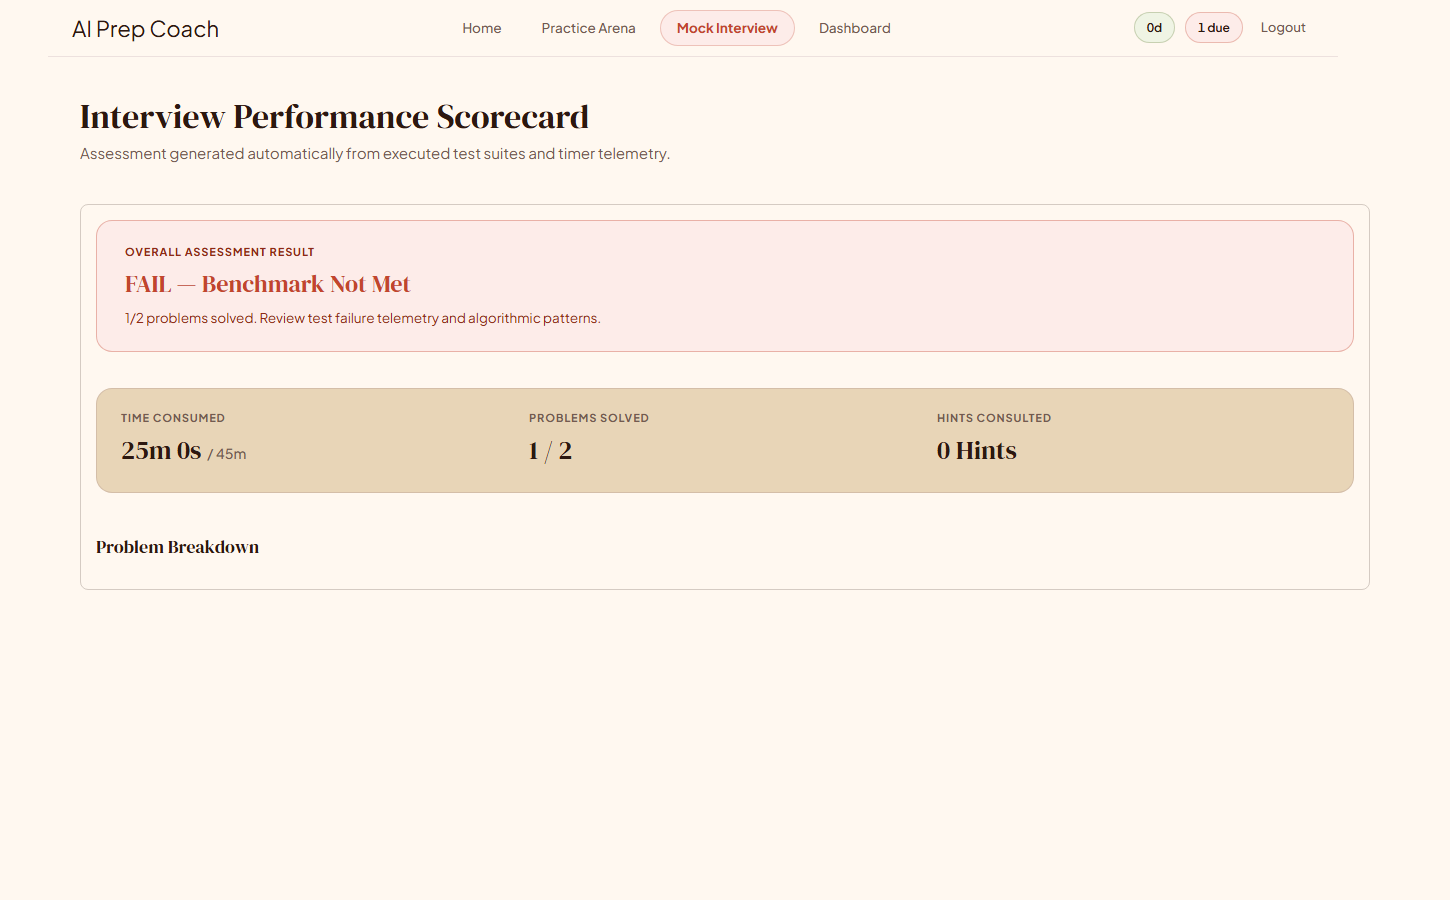 AI Prep Coach
Home
Practice Arena
Mock Interview
Dashboard
0d
1 due
Logout
Interview Performance Scorecard
Assessment generated automatically from executed test suites and timer telemetry.
OVERALL ASSESSMENT RESULT
FAIL — Benchmark Not Met
1/2 problems solved. Review test failure telemetry and algorithmic patterns.
TIME CONSUMED
25m 0s / 45m
PROBLEMS SOLVED
1 / 2
HINTS CONSULTED
0 Hints
Problem Breakdown